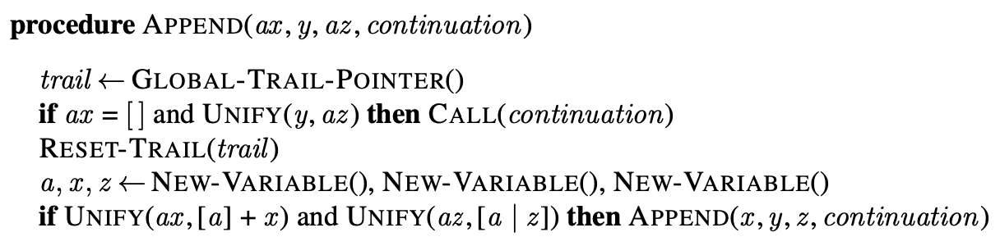 procedure APPEND(ax, y, az, continuation)
trail ← GLOBAL-TRAIL-POINTER()
if ax = [] and UNIFY(y, az) then CALL(continuation)
RESET-TRAIL(trail)
a, x, z ← NEW-VARIABLE(), NEW-VARIABLE(), NEW-VARIABLE()
if UNIFY(ax,[a] + x) and UNIFY(az,[a | z]) then APPEND(x, y, z, continuation)